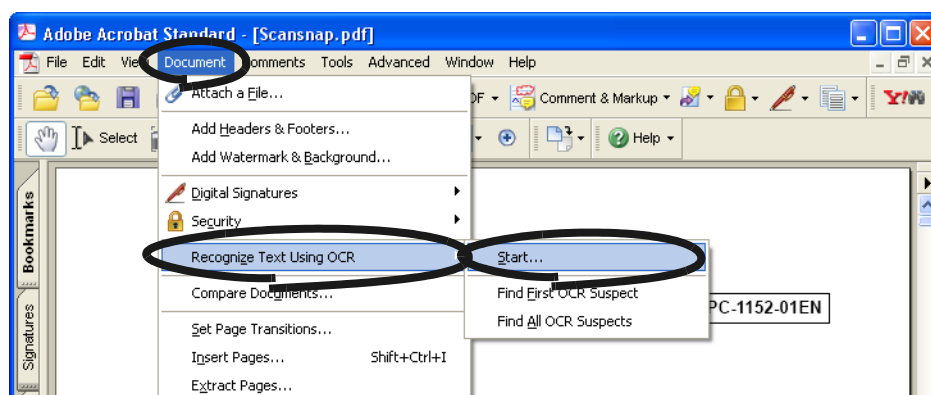 Adobe Acrobat Standard - [Scansnap.pdf]
File Edit View Document Comments Tools Advanced Window Help
Attach a File...
DF Comment & Markup Y!
Select
Add Headers & Footers...
Help
Add Watermark & Background...
Digital Signatures
Security
Bookmarks
Recognize Text Using OCR
Start...
Compare Documents...
Find First OCR Suspect
PC-1152-01EN
Find All OCR Suspects
Signatures
Set Page Transitions...
Insert Pages... Shift+Ctrl+I
Extract Pages...